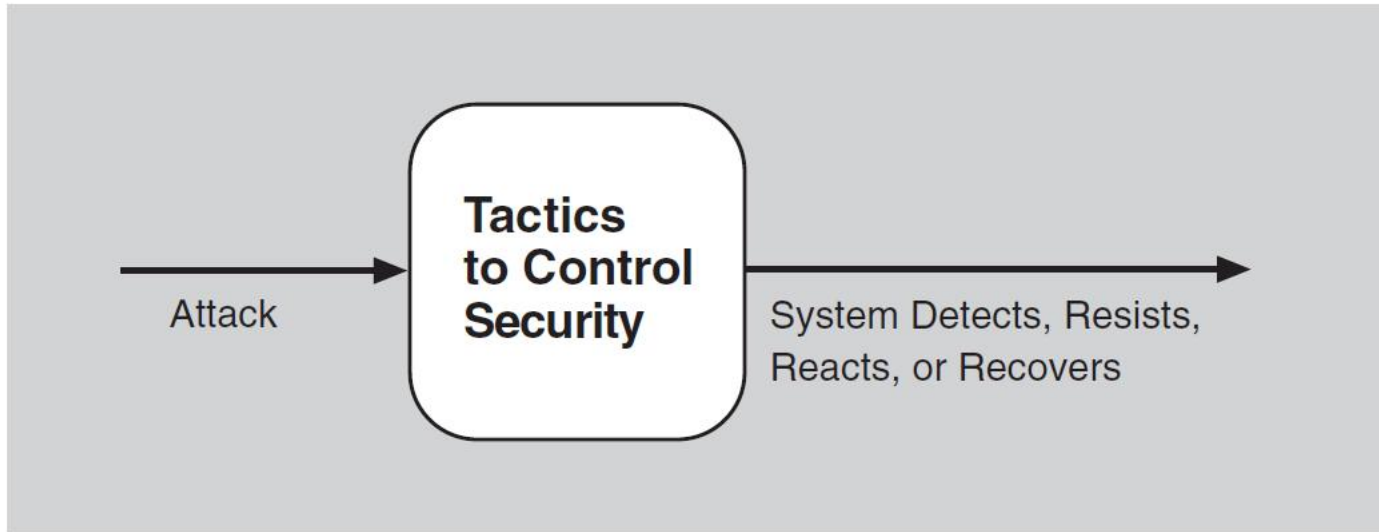 Attack
Tactics
to Control
Security
System Detects, Resists,
Reacts, or Recovers